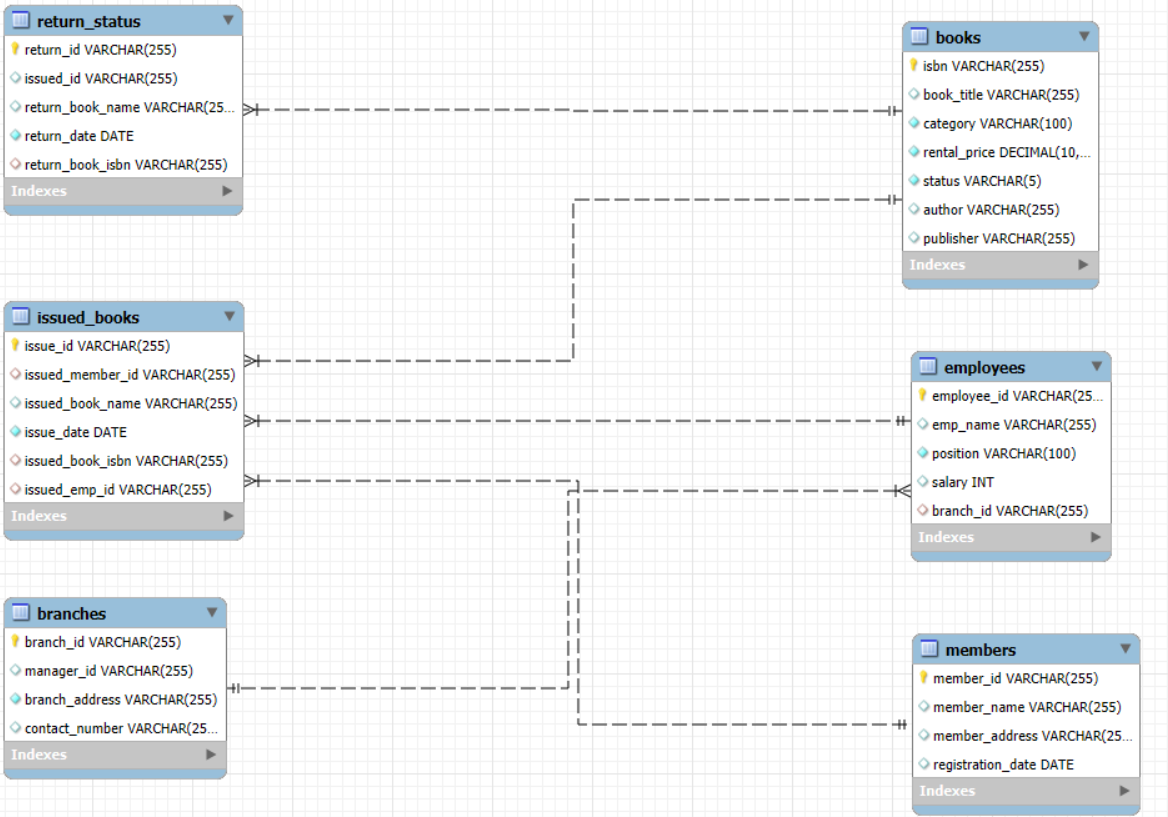 return_status
return_id VARCHAR(255)
issued_id VARCHAR(255)
return_book_name VARCHAR(25...
return_date DATE
return_book_isbn VARCHAR(255)
Indexes
books
isbn VARCHAR(255)
book_title VARCHAR(255)
category VARCHAR(100)
rental_price DECIMAL(10,...
status VARCHAR(5)
author VARCHAR(255)
publisher VARCHAR(255)
Indexes
issued_books
issue_id VARCHAR(255)
issued_member_id VARCHAR(255)
issued_book_name VARCHAR(255)
issue_date DATE
issued_book_isbn VARCHAR(255)
issued_emp_id VARCHAR(255)
Indexes
employees
employee_id VARCHAR(25...
emp_name VARCHAR(255)
position VARCHAR(100)
salary INT
branch_id VARCHAR(255)
Indexes
branches
branch_id VARCHAR(255)
manager_id VARCHAR(255)
branch_address VARCHAR(255)
contact_number VARCHAR(25...
Indexes
members
member_id VARCHAR(255)
member_name VARCHAR(255)
member_address VARCHAR(25...
registration_date DATE
Indexes